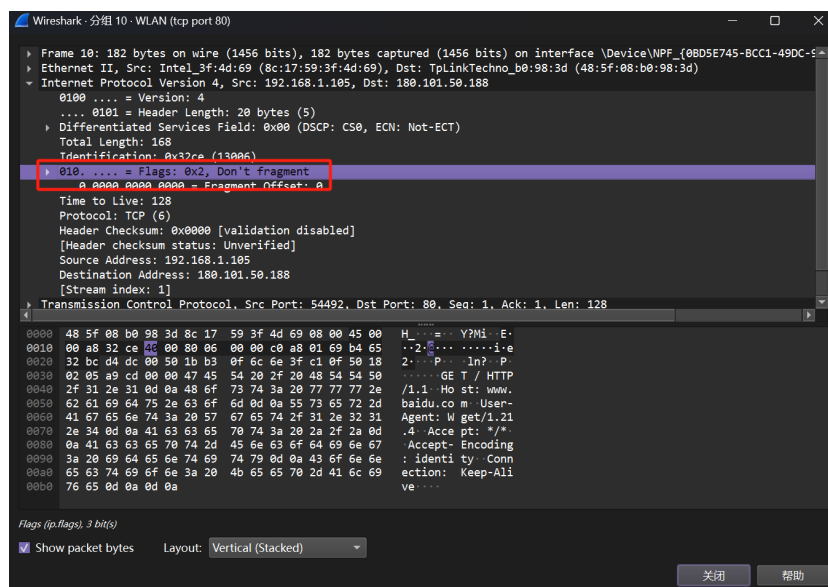 Wireshark · 分组 10 · WLAN (tcp port 80)
Frame 10: 182 bytes on wire (1456 bits), 182 bytes captured (1456 bits) on interface \Device\NPF_{0BD5E745-BCC1-49DC-9
Ethernet II, Src: Intel_3f:4d:69 (8c:17:59:3f:4d:69), Dst: TpLinkTechno_b0:98:3d (48:5f:08:b0:98:3d)
Internet Protocol Version 4, Src: 192.168.1.105, Dst: 180.101.50.188
0100 .... = Version: 4
.... 0101 = Header Length: 20 bytes (5)
Differentiated Services Field: 0x00 (DSCP: CS0, ECN: Not-ECT)
Total Length: 168
Identification: 0x32ce (13006)
010. .... = Flags: 0x2, Don't fragment
...0 0000 0000 0000 = Fragment Offset: 0
Time to Live: 128
Protocol: TCP (6)
Header Checksum: 0x0000 [validation disabled]
[Header checksum status: Unverified]
Source Address: 192.168.1.105
Destination Address: 180.101.50.188
[Stream index: 1]
Transmission Control Protocol, Src Port: 54492, Dst Port: 80, Seq: 1, Ack: 1, Len: 128
0000 48 5f 08 b0 98 3d 8c 17 59 3f 4d 69 08 00 45 00 H_···=·· Y?Mi··E·
0010 00 a8 32 ce 40 00 80 06 00 00 c0 a8 01 69 b4 65 ··2·@··· ·····i·e
0020 32 bc d4 dc 00 50 1b b3 0f 6c 6e 3f c1 0f 50 18 2····P·· ·ln?··P·
0030 02 05 a9 cd 00 00 47 45 54 20 2f 20 48 54 54 50 ······GE T / HTTP
0040 2f 31 2e 31 0d 0a 48 6f 73 74 3a 20 77 77 77 2e /1.1··Ho st: www.
0050 62 61 69 64 75 2e 63 6f 6d 0d 0a 55 73 65 72 2d baidu.co m··User-
0060 41 67 65 6e 74 3a 20 57 67 65 74 2f 31 2e 32 31 Agent: W get/1.21
0070 2e 34 0d 0a 41 63 63 65 70 74 3a 20 2a 2f 2a 0d .4··Acce pt: */*·
0080 0a 41 63 63 65 70 74 2d 45 6e 63 6f 64 69 6e 67 ·Accept- Encoding
0090 3a 20 69 64 65 6e 74 69 74 79 0d 0a 43 6f 6e 6e : identi ty··Conn
00a0 65 63 74 69 6f 6e 3a 20 4b 65 65 70 2d 41 6c 69 ection: Keep-Ali
00b0 76 65 0d 0a 0d 0a ve····
Flags (ip.flags), 3 bit(s)
Show packet bytes Layout: Vertical (Stacked)
关闭 帮助